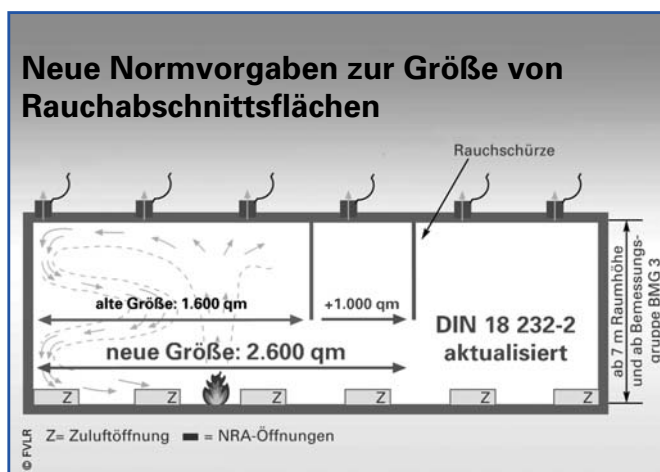 Neue Normvorgaben zur Größe von
Rauchabschnittsflächen
Rauchschürze
alte Größe: 1.600 qm
+1.000 qm
neue Größe: 2.600 qm
DIN 18 232-2
aktualisiert
ab 7 m Raumhöhe
und ab Bemessungs-
gruppe BMG 3
Z Z Z Z Z Z
Z= Zuluftöffnung = NRA-Öffnungen
© FVLR